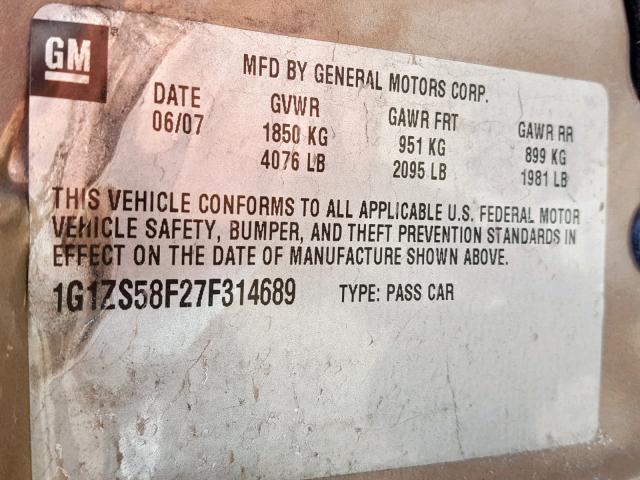 GM
MFD BY GENERAL MOTORS CORP.
DATE GVWR GAWR FRT GAWR RR
06/07 1850 KG 951 KG 899 KG
4076 LB 2095 LB 1981 LB
THIS VEHICLE CONFORMS TO ALL APPLICABLE U.S. FEDERAL MOTOR
VEHICLE SAFETY, BUMPER, AND THEFT PREVENTION STANDARDS IN
EFFECT ON THE DATE OF MANUFACTURE SHOWN ABOVE.
1G1ZS58F27F314689 TYPE: PASS CAR